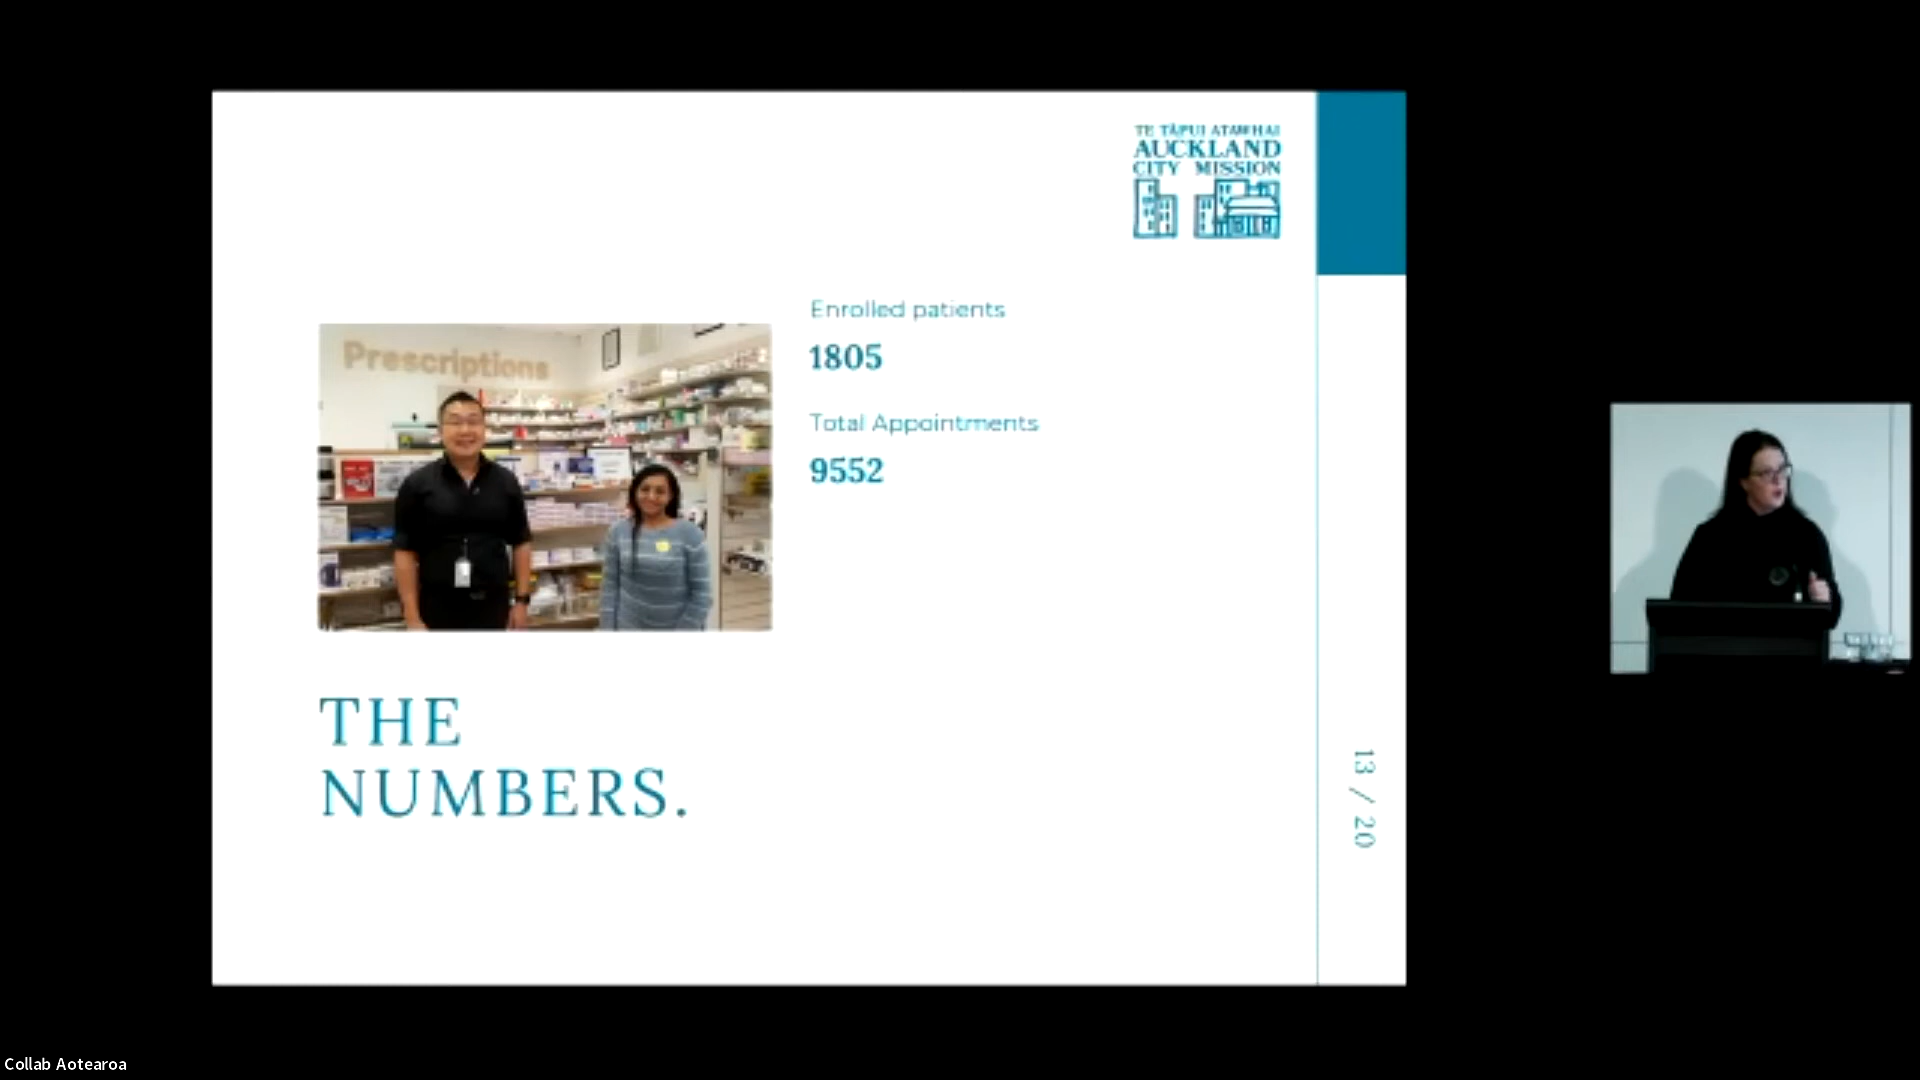 TE TĀPUI ATAWHAI
AUCKLAND
CITY MISSION
Prescriptions
Enrolled patients
1805
Total Appointments
9552
THE
NUMBERS.
13 / 20
Collab Aotearoa